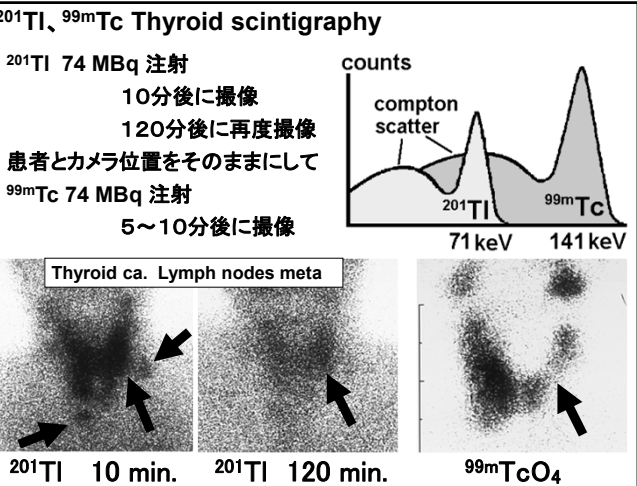 ²⁰¹Tl、⁹⁹ᵐTc Thyroid scintigraphy
²⁰¹Tl 74 MBq 注射
10分後に撮像
120分後に再度撮像
患者とカメラ位置をそのままにして
⁹⁹ᵐTc 74 MBq 注射
5～10分後に撮像
counts
compton
scatter
²⁰¹Tl
⁹⁹ᵐTc
71 keV
141 keV
Thyroid ca. Lymph nodes meta
²⁰¹Tl 10 min.
²⁰¹Tl 120 min.
⁹⁹ᵐTcO₄